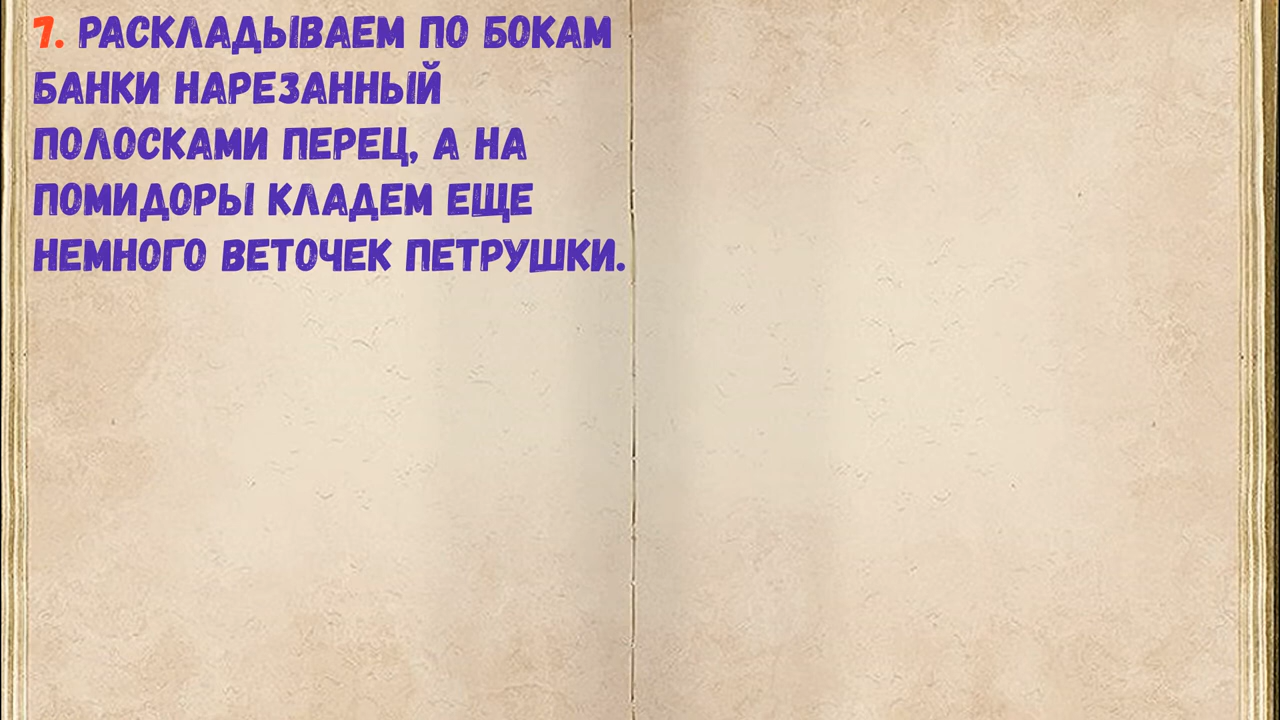 7. РАСКЛАДЫВАЕМ ПО БОКАМ
БАНКИ НАРЕЗАННЫЙ
ПОЛОСКАМИ ПЕРЕЦ, А НА
ПОМИДОРЫ КЛАДЕМ ЕЩЕ
НЕМНОГО ВЕТОЧЕК ПЕТРУШКИ.